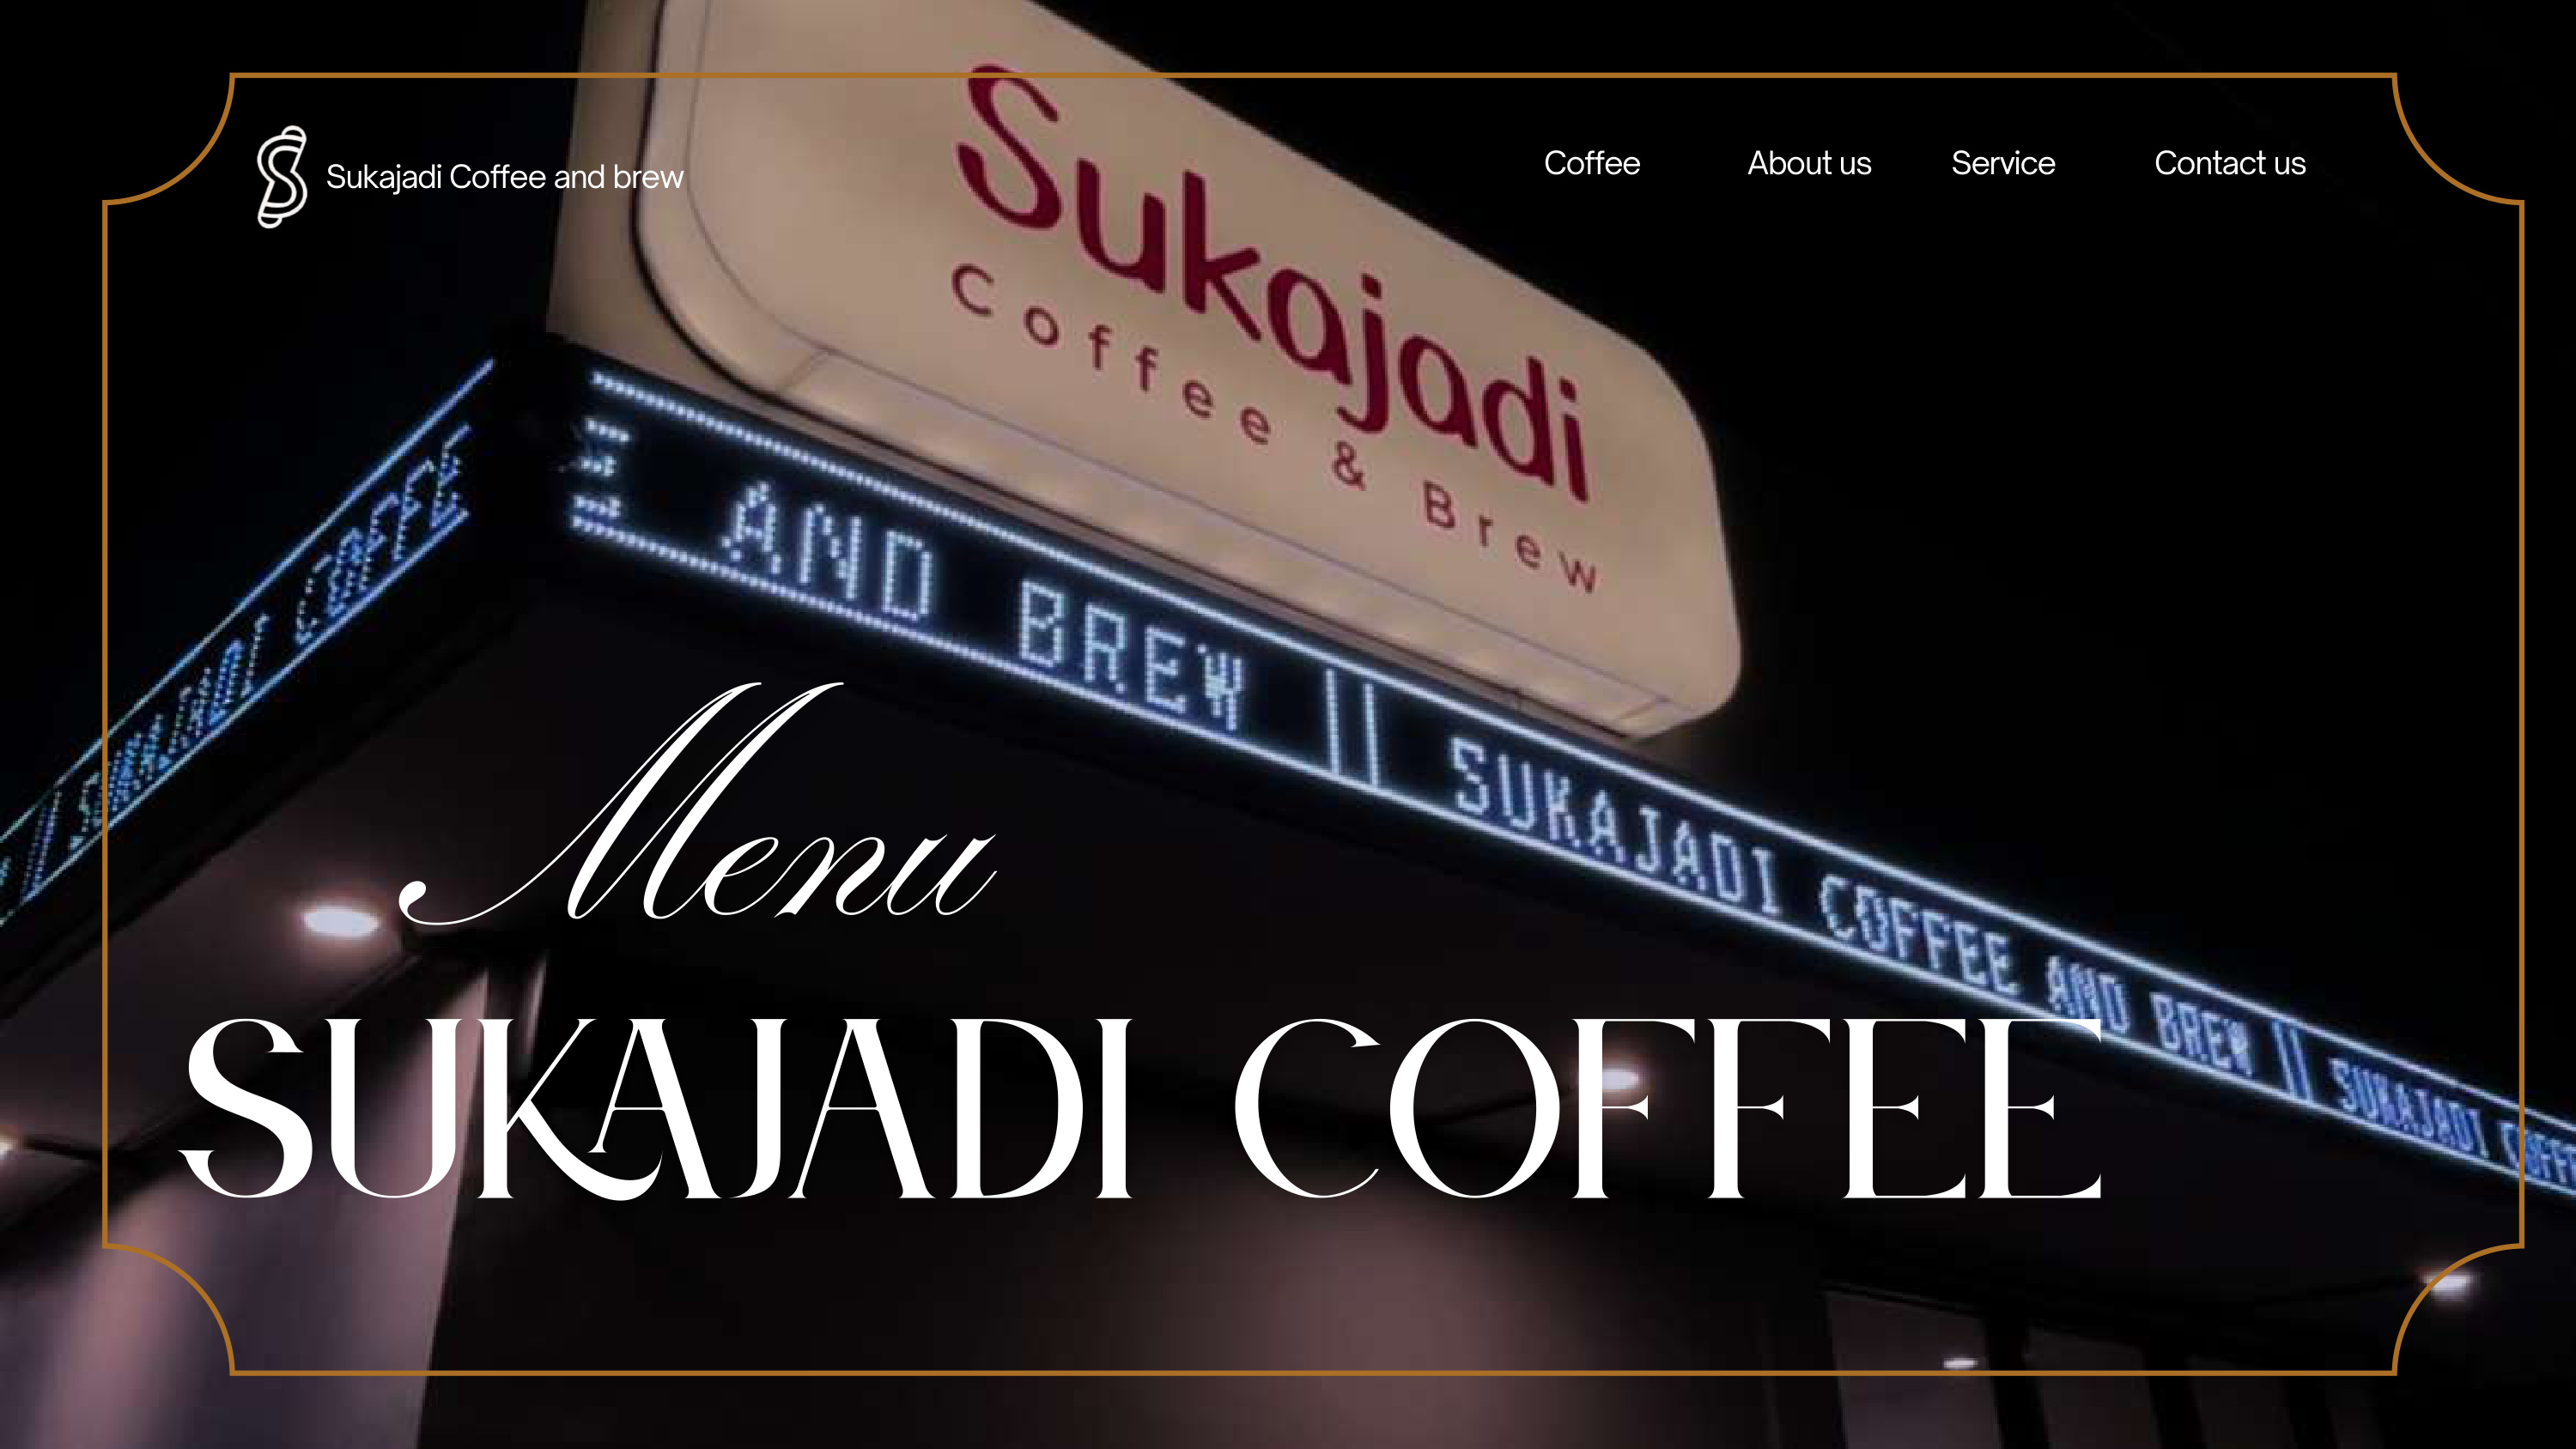 Sukajadi Coffee and brew
Coffee
About us
Service
Contact us
Sukajadi
Coffee & Brew
AND BREW || SUKAJADI COFFEE AND BREW || SUKAJADI
Menu
SUKAJADI COFFEE